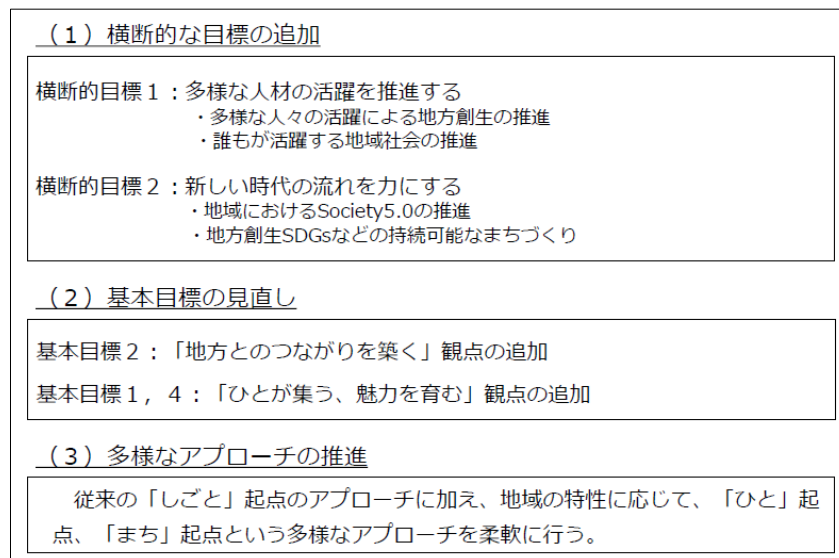 （１）横断的な目標の追加
横断的目標１：多様な人材の活躍を推進する
・多様な人々の活躍による地方創生の推進
・誰もが活躍する地域社会の推進
横断的目標２：新しい時代の流れを力にする
・地域におけるSociety5.0の推進
・地方創生SDGsなどの持続可能なまちづくり
（２）基本目標の見直し
基本目標２：「地方とのつながりを築く」観点の追加
基本目標１，４：「ひとが集う、魅力を育む」観点の追加
（３）多様なアプローチの推進
従来の「しごと」起点のアプローチに加え、地域の特性に応じて、「ひと」起
点、「まち」起点という多様なアプローチを柔軟に行う。